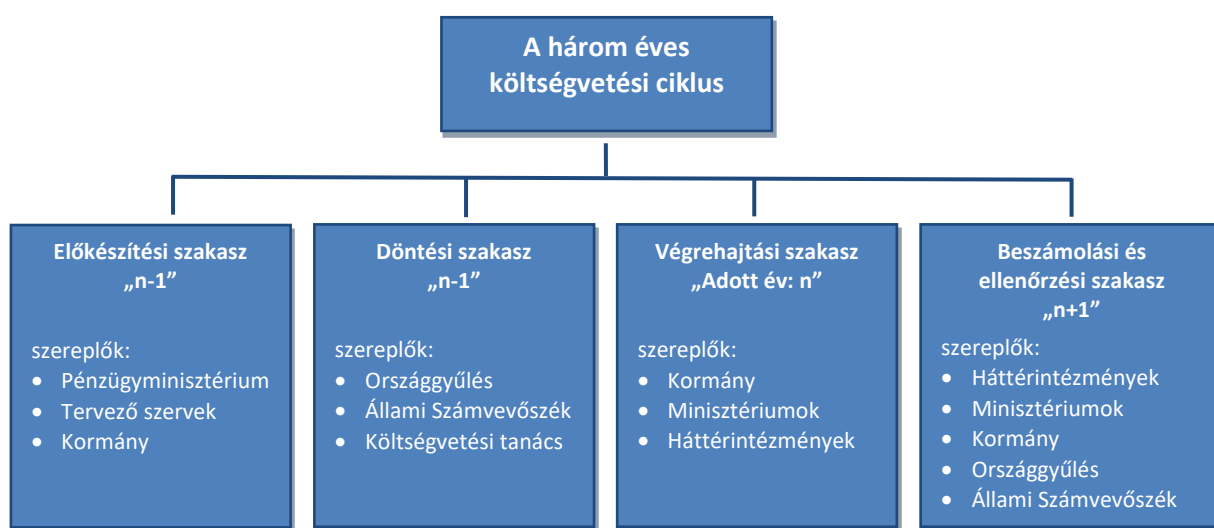 A három éves
költségvetési ciklus
Előkészítési szakasz
„n-1”
szereplők:
• Pénzügyminisztérium
• Tervező szervek
• Kormány
Döntési szakasz
„n-1”
szereplők:
• Országgyűlés
• Állami Számvevőszék
• Költségvetési tanács
Végrehajtási szakasz
„Adott év: n”
szereplők:
• Kormány
• Minisztériumok
• Háttérintézmények
Beszámolási és
ellenőrzési szakasz
„n+1”
szereplők:
• Háttérintézmények
• Minisztériumok
• Kormány
• Országgyűlés
• Állami Számvevőszék